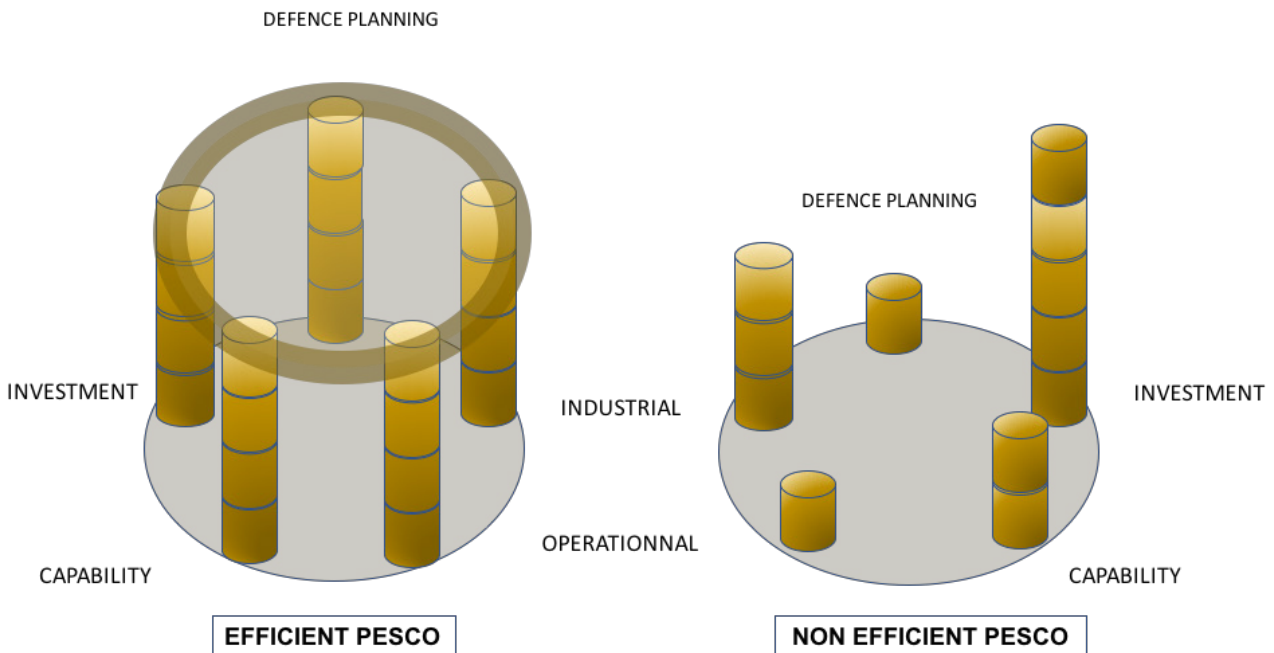 DEFENCE PLANNING
INVESTMENT
INDUSTRIAL
OPERATIONNAL
CAPABILITY
EFFICIENT PESCO
DEFENCE PLANNING
INVESTMENT
CAPABILITY
NON EFFICIENT PESCO